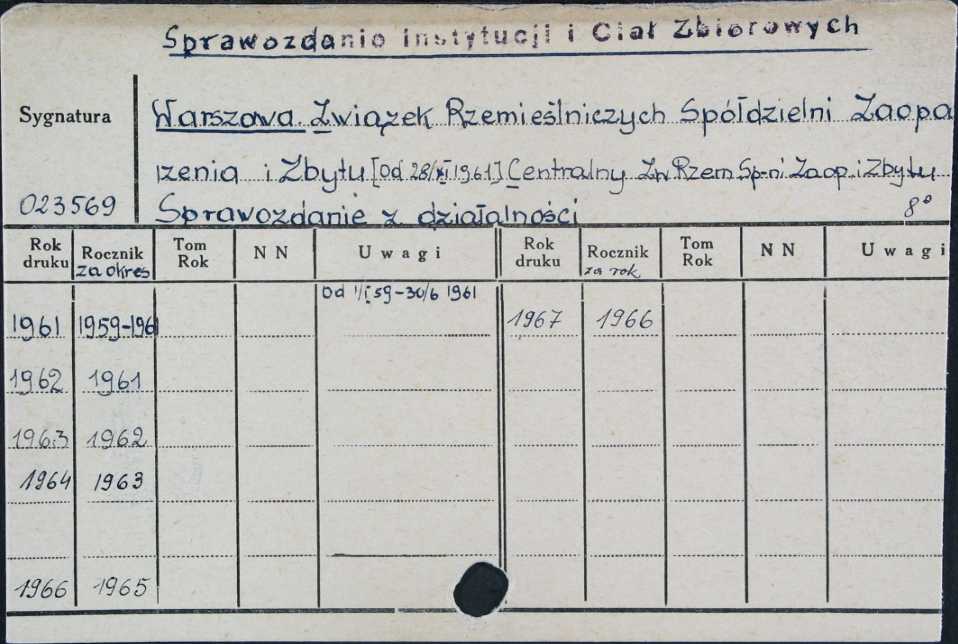 Sprawozdanie Instytucji i Ciał Zbiorowych
Sygnatura
Warszawa. Związek Rzemieślniczych Spółdzielni Zaopa
rzenia i Zbytu [od 28/XI 1961] Centralny Zw. Rzem. Sp-ni Zaop. i Zbytu
023569 Sprawozdanie z działalności 8°
Rok druku Rocznik za okres Tom Rok NN Uwagi Rok druku Rocznik za rok Tom Rok NN Uwagi
Od 1/I 59-30/6 1961
1961 1959-1961 1967 1966
1962 1961
1963 1962
1964 1963
1966 1965